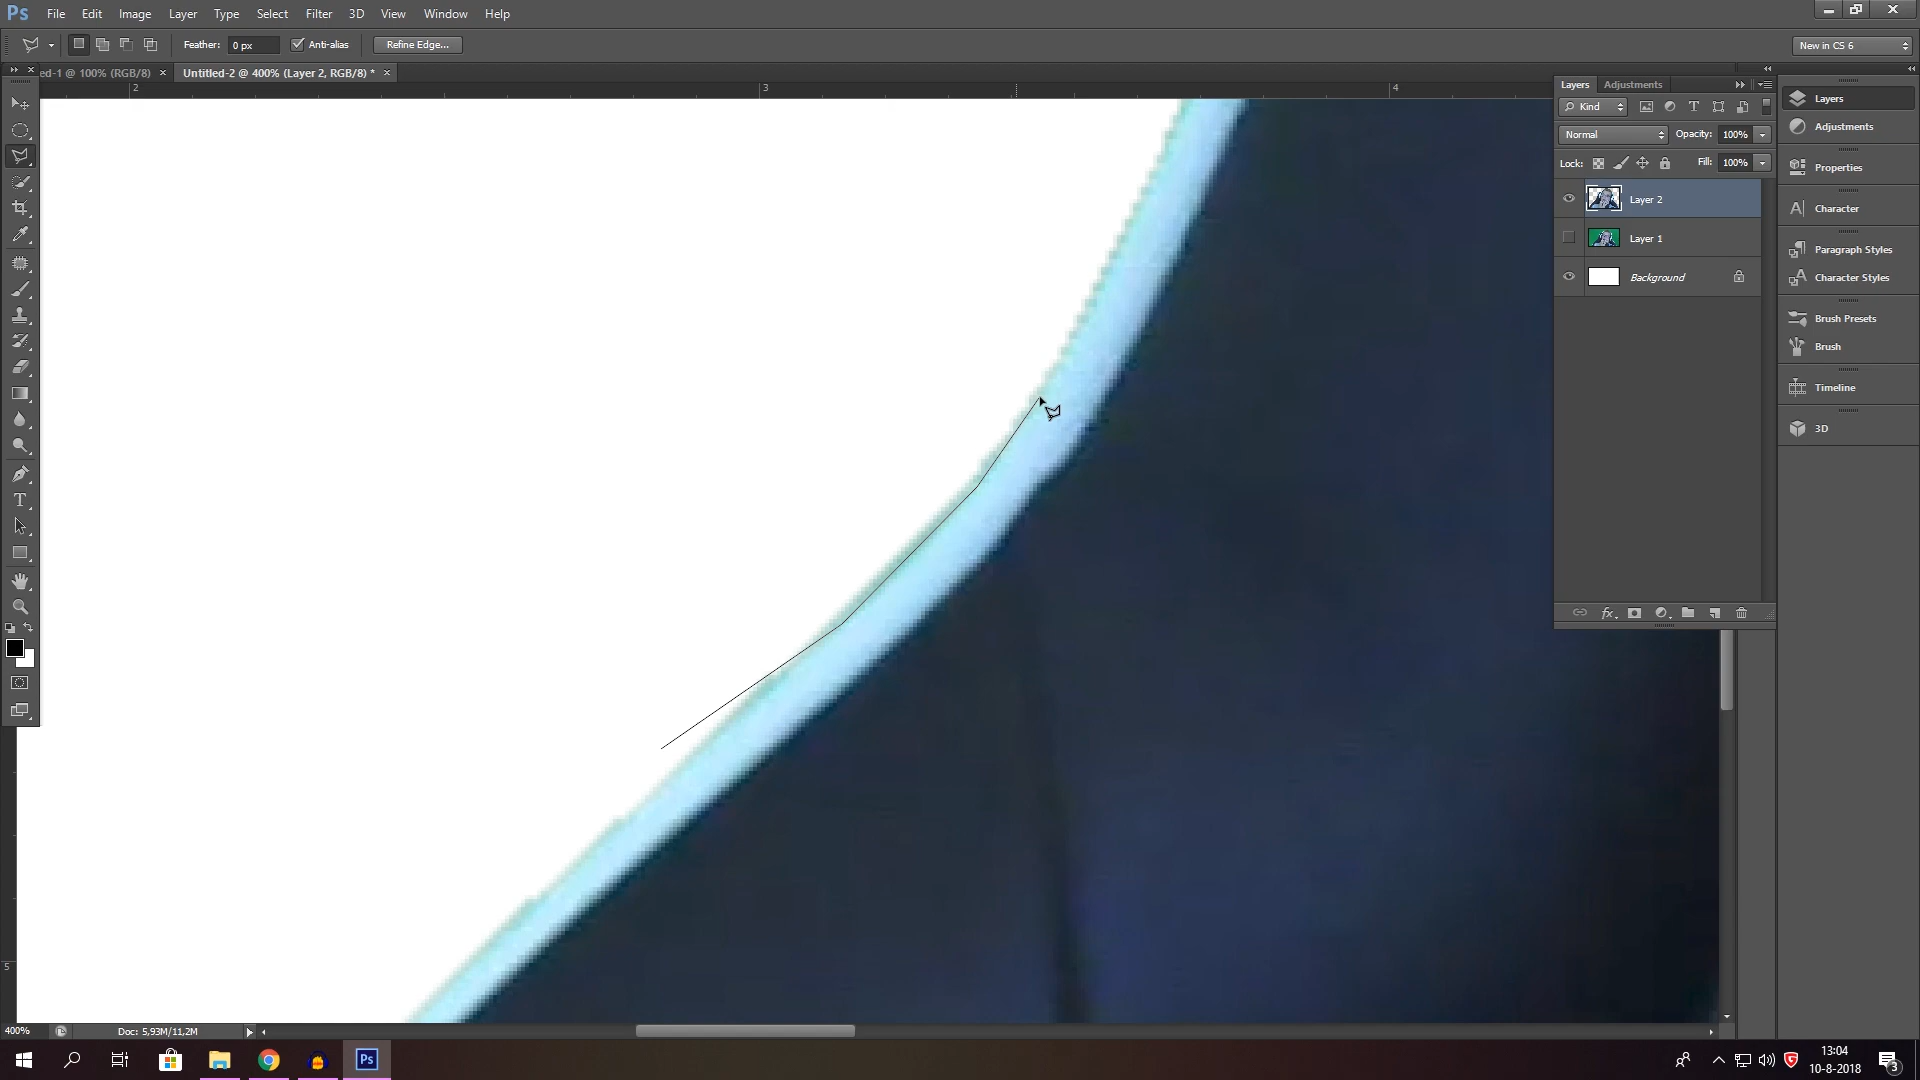 Ps File Edit Image Layer Type Select Filter 3D View Window Help
Feather: 0 px Anti-alias Refine Edge... New in CS 6
ed-1 @ 100% (RGB/8) × Untitled-2 @ 400% (Layer 2, RGB/8) * ×
2 3 4
Layers Adjustments
Kind
Normal Opacity: 100%
Lock: Fill: 100%
Layer 2
Layer 1
Background
Layers
Adjustments
Properties
Character
Paragraph Styles
Character Styles
Brush Presets
Brush
Timeline
3D
5
400% Doc: 5,93M/11,2M
Ps
13:04
10-8-2018
3